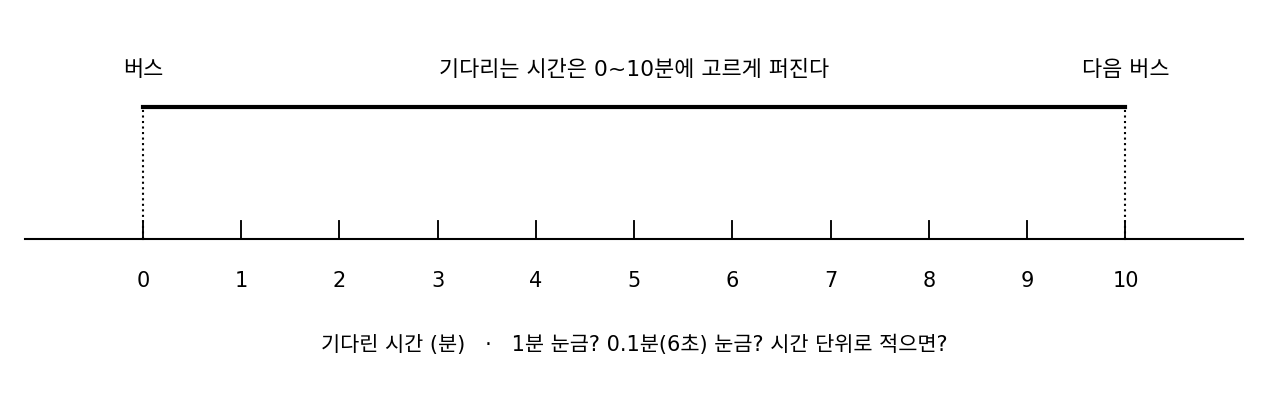 버스 기다리는 시간은 0~10분에 고르게 퍼진다 다음 버스
0 1 2 3 4 5 6 7 8 9 10
기다린 시간 (분) · 1분 눈금? 0.1분(6초) 눈금? 시간 단위로 적으면?